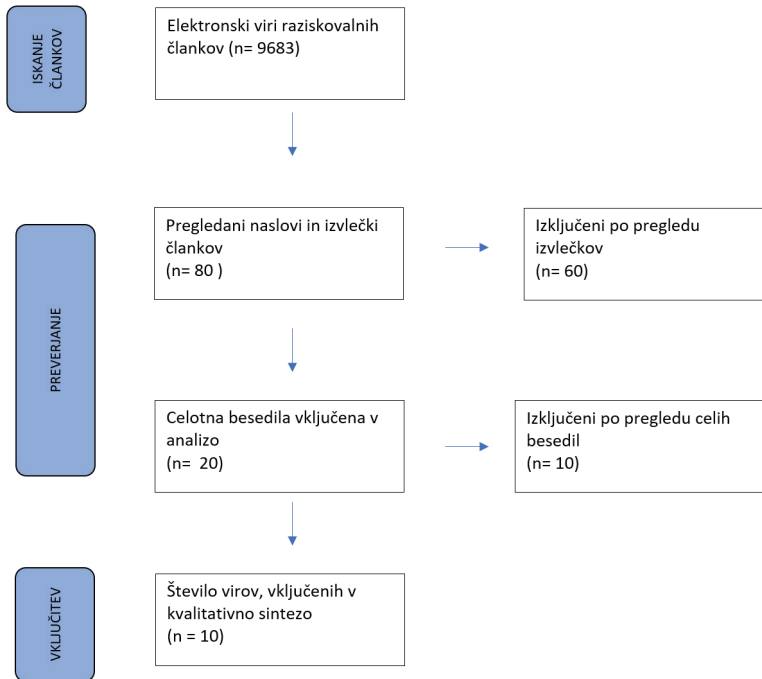 ISKANJE
ČLANKOV
Elektronski viri raziskovalnih
člankov (n= 9683)
PREVERJANJE
Pregledani naslovi in izvlečki
člankov
(n= 80 )
Izključeni po pregledu
izvlečkov
(n= 60)
Celotna besedila vključena v
analizo
(n=  20)
Izključeni po pregledu celih
besedil
(n= 10)
VKLJUČITEV
Število virov, vključenih v
kvalitativno sintezo
(n = 10)